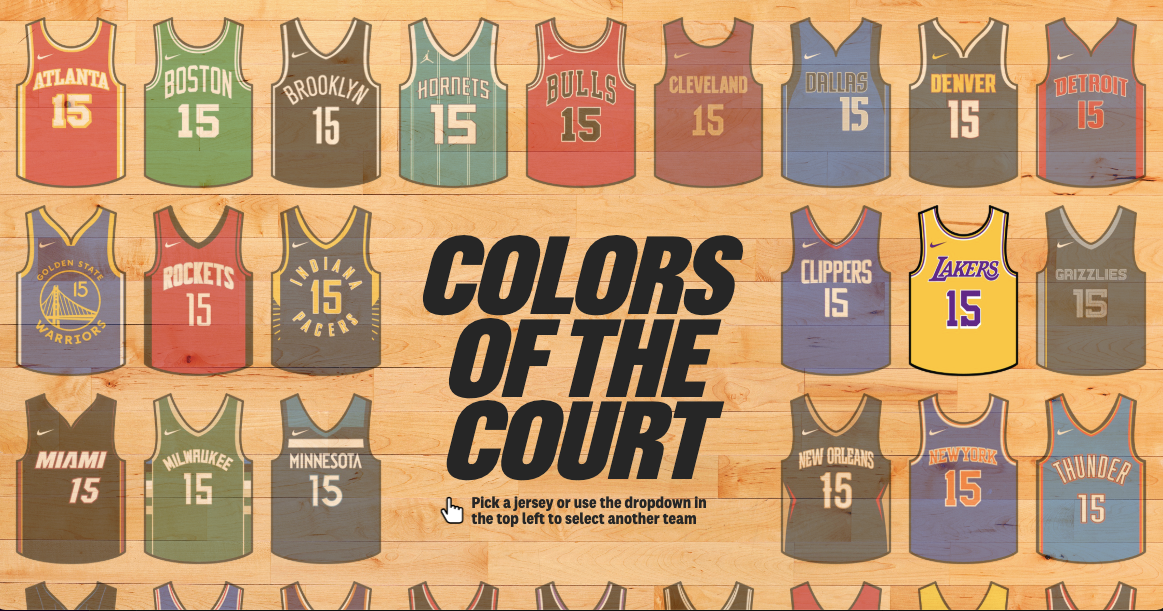 ATLANTA
15
BOSTON
15
BROOKLYN
15
HORNETS
15
BULLS
15
CLEVELAND
15
DALLAS
15
DENVER
15
DETROIT
15
GOLDEN STATE
15
WARRIORS
ROCKETS
15
INDIANA
15
PACERS
COLORS
OF THE
COURT
Pick a jersey or use the dropdown in
the top left to select another team
CLIPPERS
15
LAKERS
15
GRIZZLIES
15
MIAMI
15
MILWAUKEE
15
MINNESOTA
15
NEW ORLEANS
15
NEW YORK
15
THUNDER
15